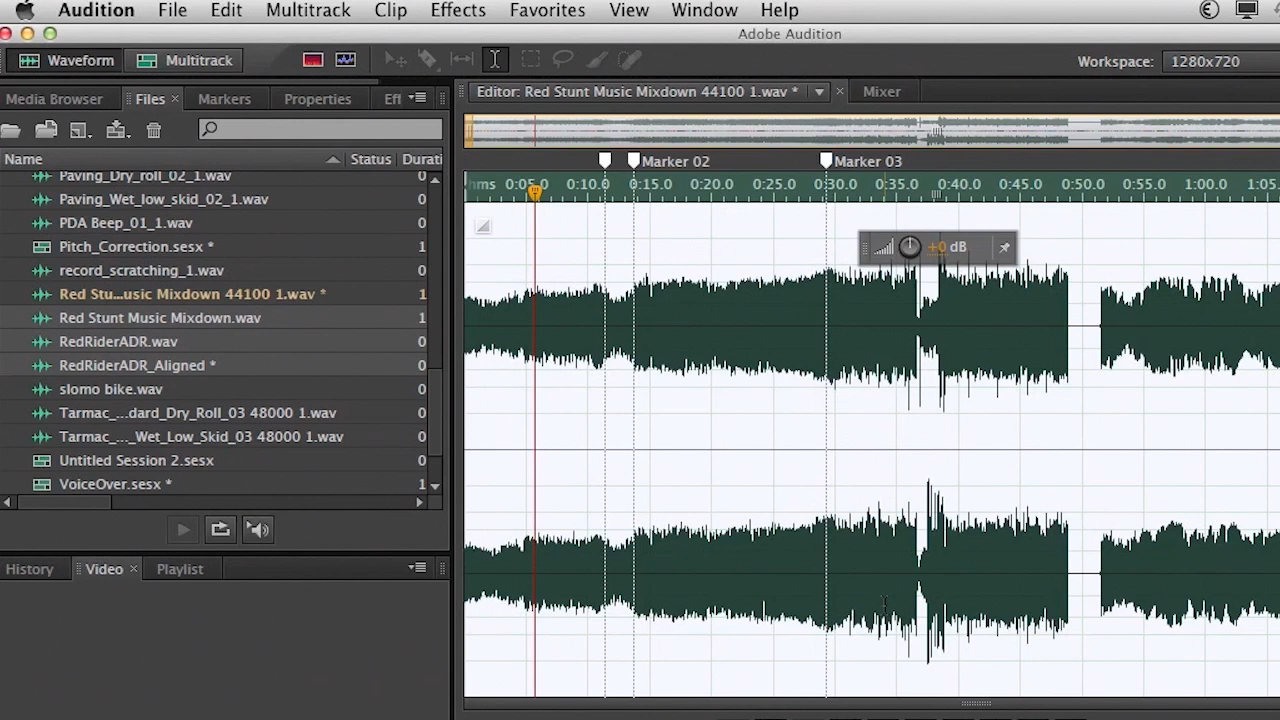 Audition File Edit Multitrack Clip Effects Favorites View Window Help
Adobe Audition
Waveform Multitrack Workspace: 1280x720
Media Browser Files × Markers Properties Eff
Editor: Red Stunt Music Mixdown 44100 1.wav * × Mixer
Name Status Durati
Paving_Dry_roll_02_1.wav 0
Paving_Wet_low_skid_02_1.wav 0
PDA Beep_01_1.wav 0
Pitch_Correction.sesx * 1
record_scratching_1.wav 0
Red Stu...usic Mixdown 44100 1.wav * 1
Red Stunt Music Mixdown.wav 1
RedRiderADR.wav 0
RedRiderADR_Aligned * 0
slomo bike.wav 0
Tarmac_...dard_Dry_Roll_03 48000 1.wav 0
Tarmac_..._Wet_Low_Skid_03 48000 1.wav 0
Untitled Session 2.sesx 0
VoiceOver.sesx * 1
History Video × Playlist
Marker 02 Marker 03
hms 0:05.0 0:10.0 0:15.0 0:20.0 0:25.0 0:30.0 0:35.0 0:40.0 0:45.0 0:50.0 0:55.0 1:00.0 1:05.
+0 dB